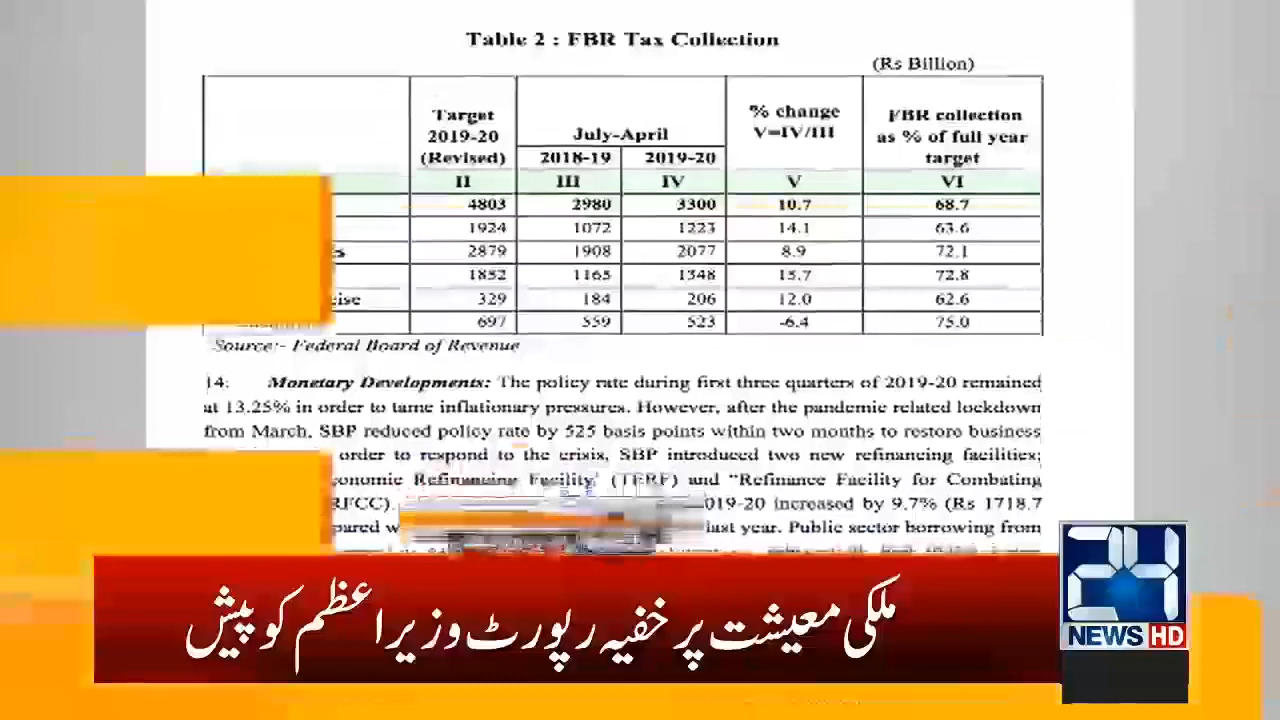 Table 2 : FBR Tax Collection
(Rs Billion)
Target 2019-20 (Revised) July-April % change V=IV/III FBR collection as % of full year target
2018-19 2019-20
II III IV V VI
4803 2980 3300 10.7 68.7
1924 1072 1223 14.1 63.6
2879 1908 2077 8.9 72.1
1852 1165 1348 15.7 72.8
329 184 206 12.0 62.6
697 559 523 -6.4 75.0
Source:- Federal Board of Revenue
14. Monetary Developments: The policy rate during first three quarters of 2019-20 remained
at 13.25% in order to tame inflationary pressures. However, after the pandemic related lockdown
from March, SBP reduced policy rate by 525 basis points within two months to restore business
order to respond to the crisis, SBP introduced two new refinancing facilities;
Refinancing Facility' (TERF) and "Refinance Facility for Combating
RFCC). 2019-20 increased by 9.7% (Rs 1718.7
last year. Public sector borrowing from
ملکی معیشت پر خفیہ رپورٹ وزیراعظم کو پیش
24
NEWS HD